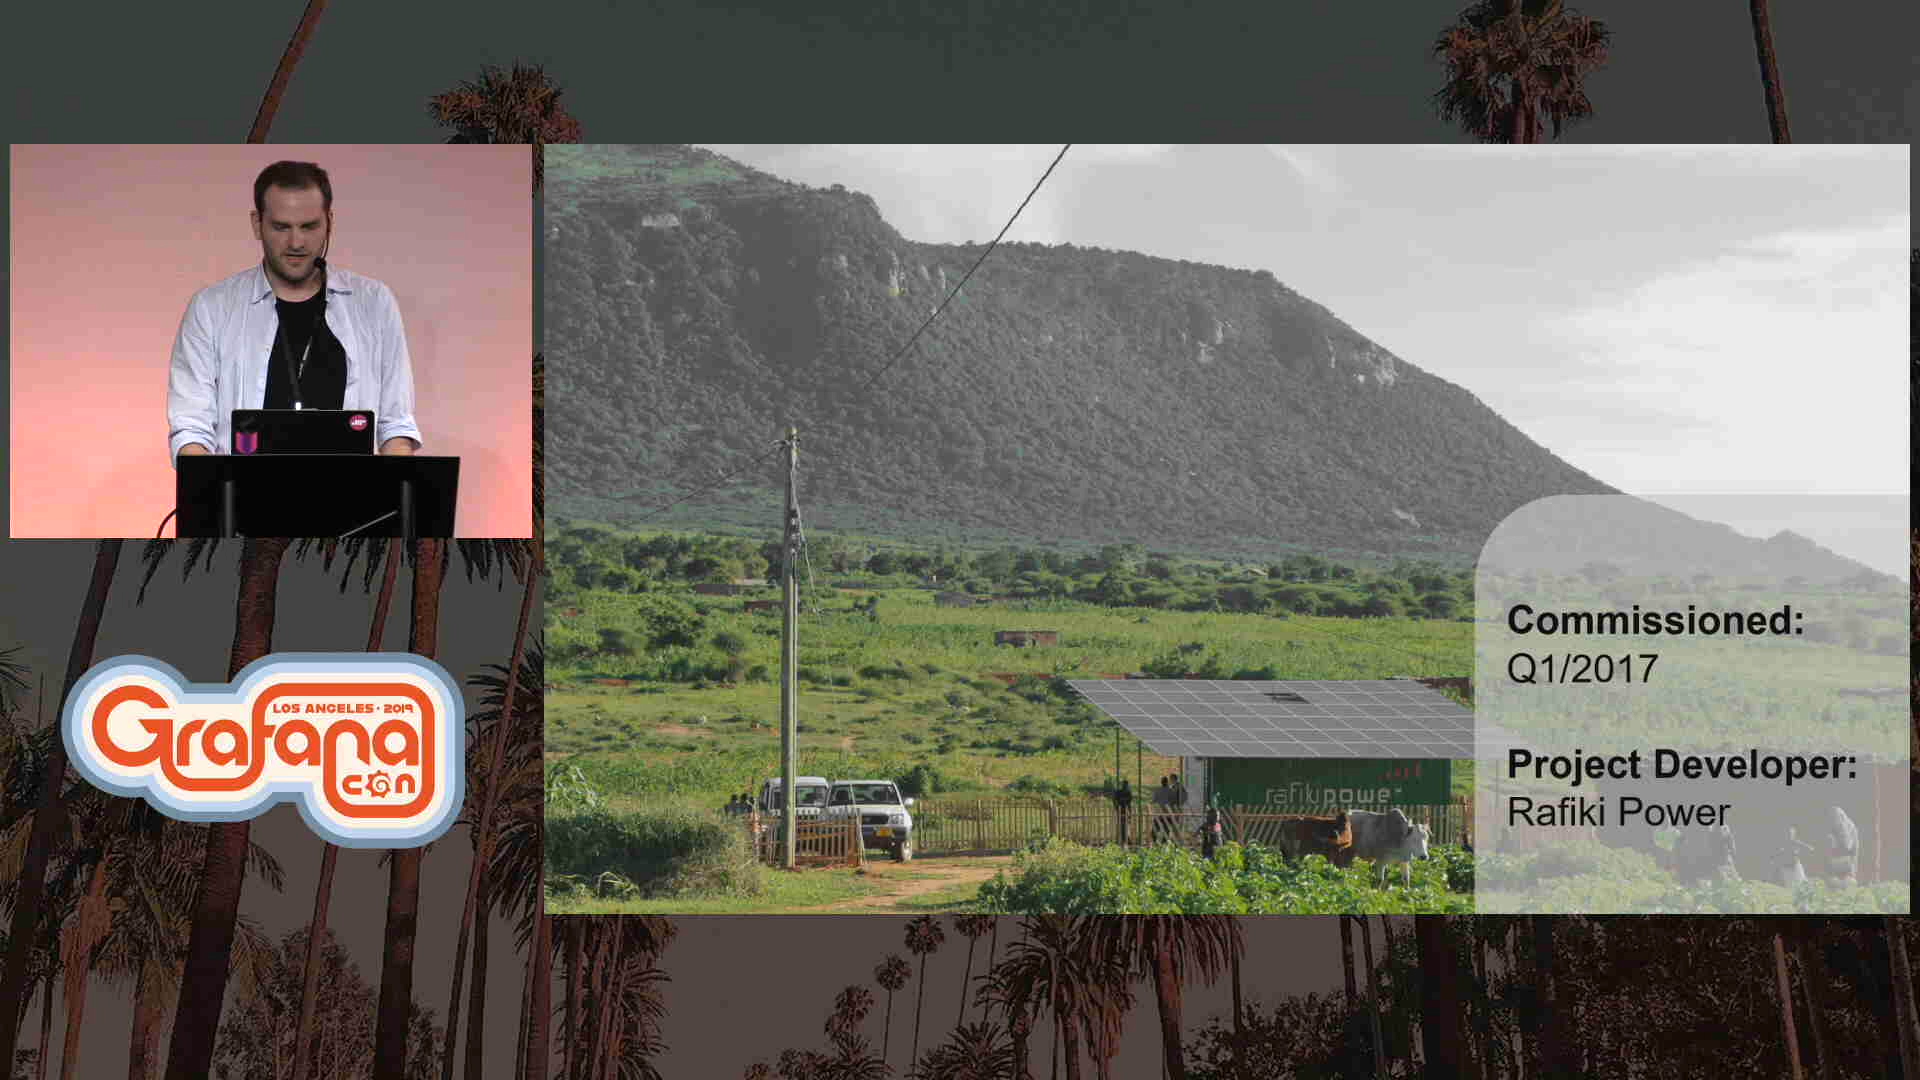 LOS ANGELES · 2019
Grafana
con
rafikipower
Commissioned:
Q1/2017
Project Developer:
Rafiki Power